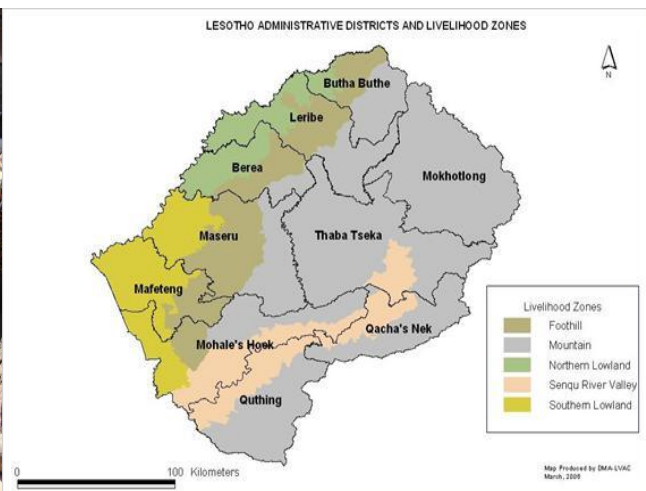 LESOTHO ADMINISTRATIVE DISTRICTS AND LIVELIHOOD ZONES
N
Butha Buthe
Leribe
Berea
Mokhotlong
Maseru
Thaba Tseka
Mafeteng
Mohale's Hoek
Qacha's Nek
Quthing
Livelihood Zones
Foothill
Mountain
Northern Lowland
Senqu River Valley
Southern Lowland
0 100 Kilometers
Map Produced by DMA-LVAC